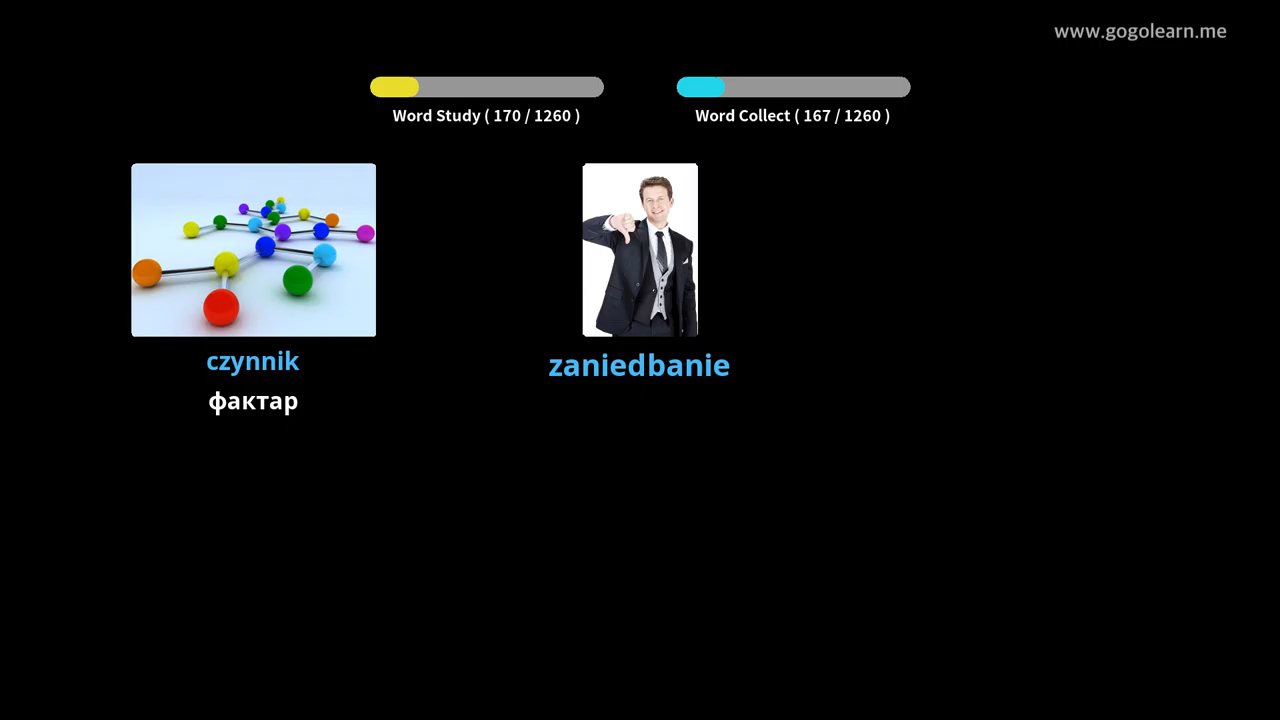 www.gogolearn.me
Word Study ( 170 / 1260 )
Word Collect ( 167 / 1260 )
czynnik
фактар
zaniedbanie